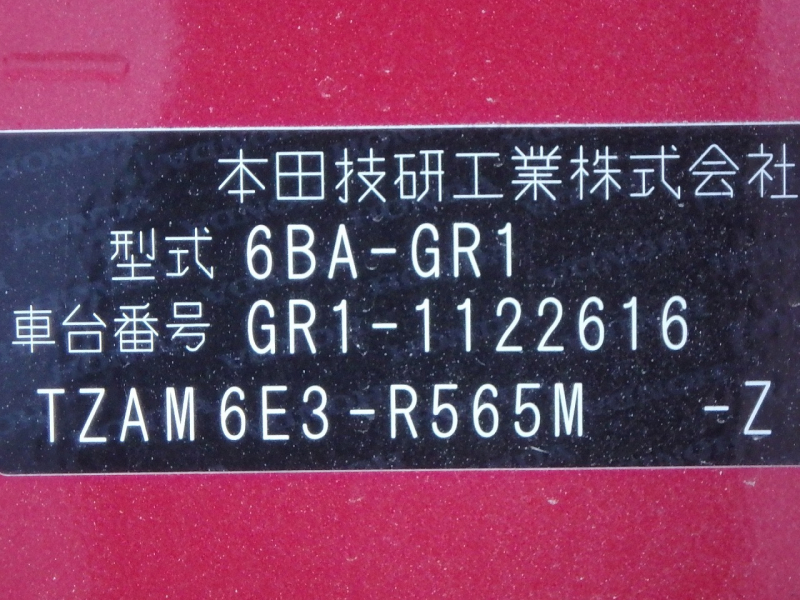 本田技研工業株式会社
型式 6BA-GR1
車台番号 GR1-1122616
TZAM6E3-R565M -Z